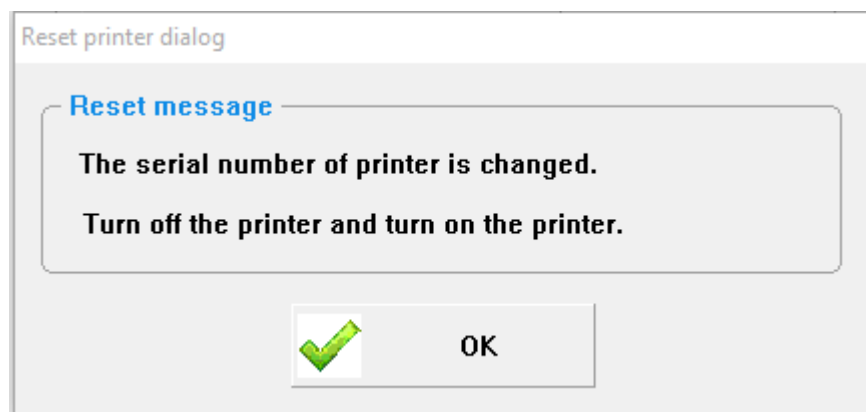 Reset printer dialog
Reset message
The serial number of printer is changed.
Turn off the printer and turn on the printer.
OK